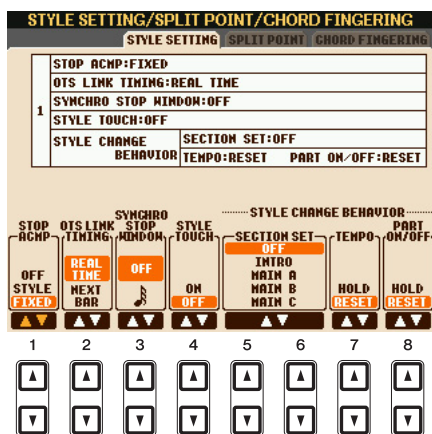 STYLE SETTING/SPLIT POINT/CHORD FINGERING
STYLE SETTING SPLIT POINT CHORD FINGERING
1
STOP ACMP:FIXED
OTS LINK TIMING:REAL TIME
SYNCHRO STOP WINDOW:OFF
STYLE TOUCH:OFF
STYLE CHANGE BEHAVIOR
SECTION SET:OFF
TEMPO:RESET PART ON/OFF:RESET
STYLE CHANGE BEHAVIOR
STOP ACMP
OFF
STYLE
FIXED
OTS LINK TIMING
REAL TIME
NEXT BAR
SYNCHRO STOP WINDOW
OFF
STYLE TOUCH
ON
OFF
SECTION SET
OFF
INTRO
MAIN A
MAIN B
MAIN C
TEMPO
HOLD
RESET
PART ON/OFF
HOLD
RESET
1 2 3 4 5 6 7 8